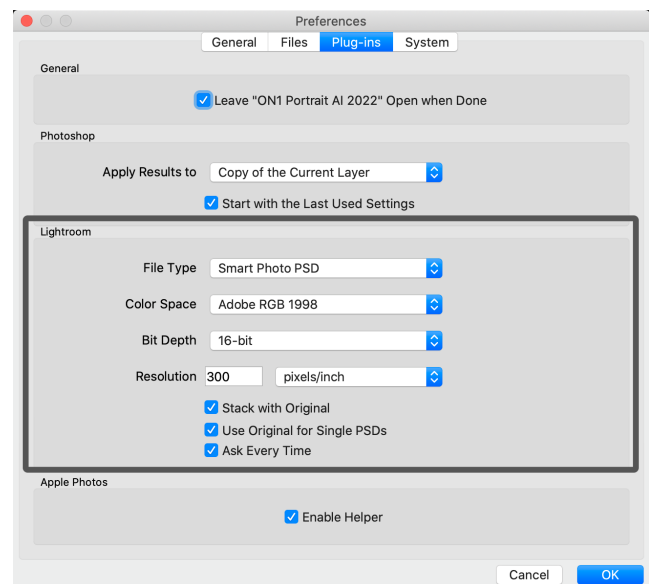 Preferences
General Files Plug-ins System
General
Leave "ON1 Portrait AI 2022" Open when Done
Photoshop
Apply Results to Copy of the Current Layer
Start with the Last Used Settings
Lightroom
File Type Smart Photo PSD
Color Space Adobe RGB 1998
Bit Depth 16-bit
Resolution 300 pixels/inch
Stack with Original
Use Original for Single PSDs
Ask Every Time
Apple Photos
Enable Helper
Cancel OK